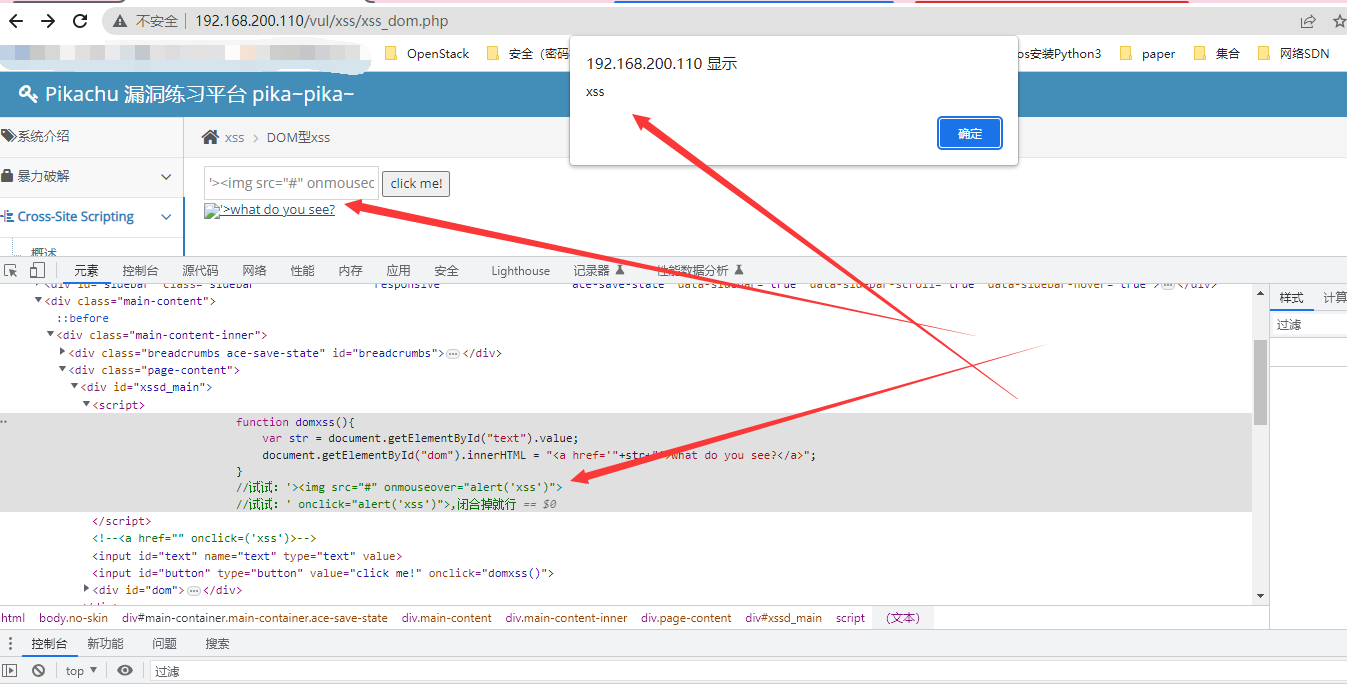 不安全 | 192.168.200.110/vul/xss/xss_dom.php
OpenStack 安全（密码 os安装Python3 paper 集合 网络SDN
192.168.200.110 显示
xss
确定
Pikachu 漏洞练习平台 pika~pika~
系统介绍
xss > DOM型xss
暴力破解
'><img src="#" onmouseo click me!
Cross-Site Scripting
'>what do you see?
概述
元素 控制台 源代码 网络 性能 内存 应用 安全 Lighthouse 记录器 性能数据分析
<div id="sidebar" class="sidebar responsive ace-save-state" data-sidebar="true" data-sidebar-scroll="true" data-sidebar-hover="true">…</div>
样式 计算
<div class="main-content">
::before
过滤
<div class="main-content-inner">
<div class="breadcrumbs ace-save-state" id="breadcrumbs">…</div>
<div class="page-content">
<div id="xssd_main">
<script>
function domxss(){
var str = document.getElementById("text").value;
document.getElementById("dom").innerHTML = "<a href='"+str+"'>what do you see?</a>";
}
//试试：'><img src="#" onmouseover="alert('xss')">
//试试：' onclick="alert('xss')">,闭合掉就行 == $0
</script>
<!--<a href="" onclick=('xss')>-->
<input id="text" name="text" type="text" value>
<input id="button" type="button" value="click me!" onclick="domxss()">
<div id="dom">…</div>
html body.no-skin div#main-container.main-container.ace-save-state div.main-content div.main-content-inner div.page-content div#xssd_main script (文本)
控制台 新功能 问题 搜索
top 过滤